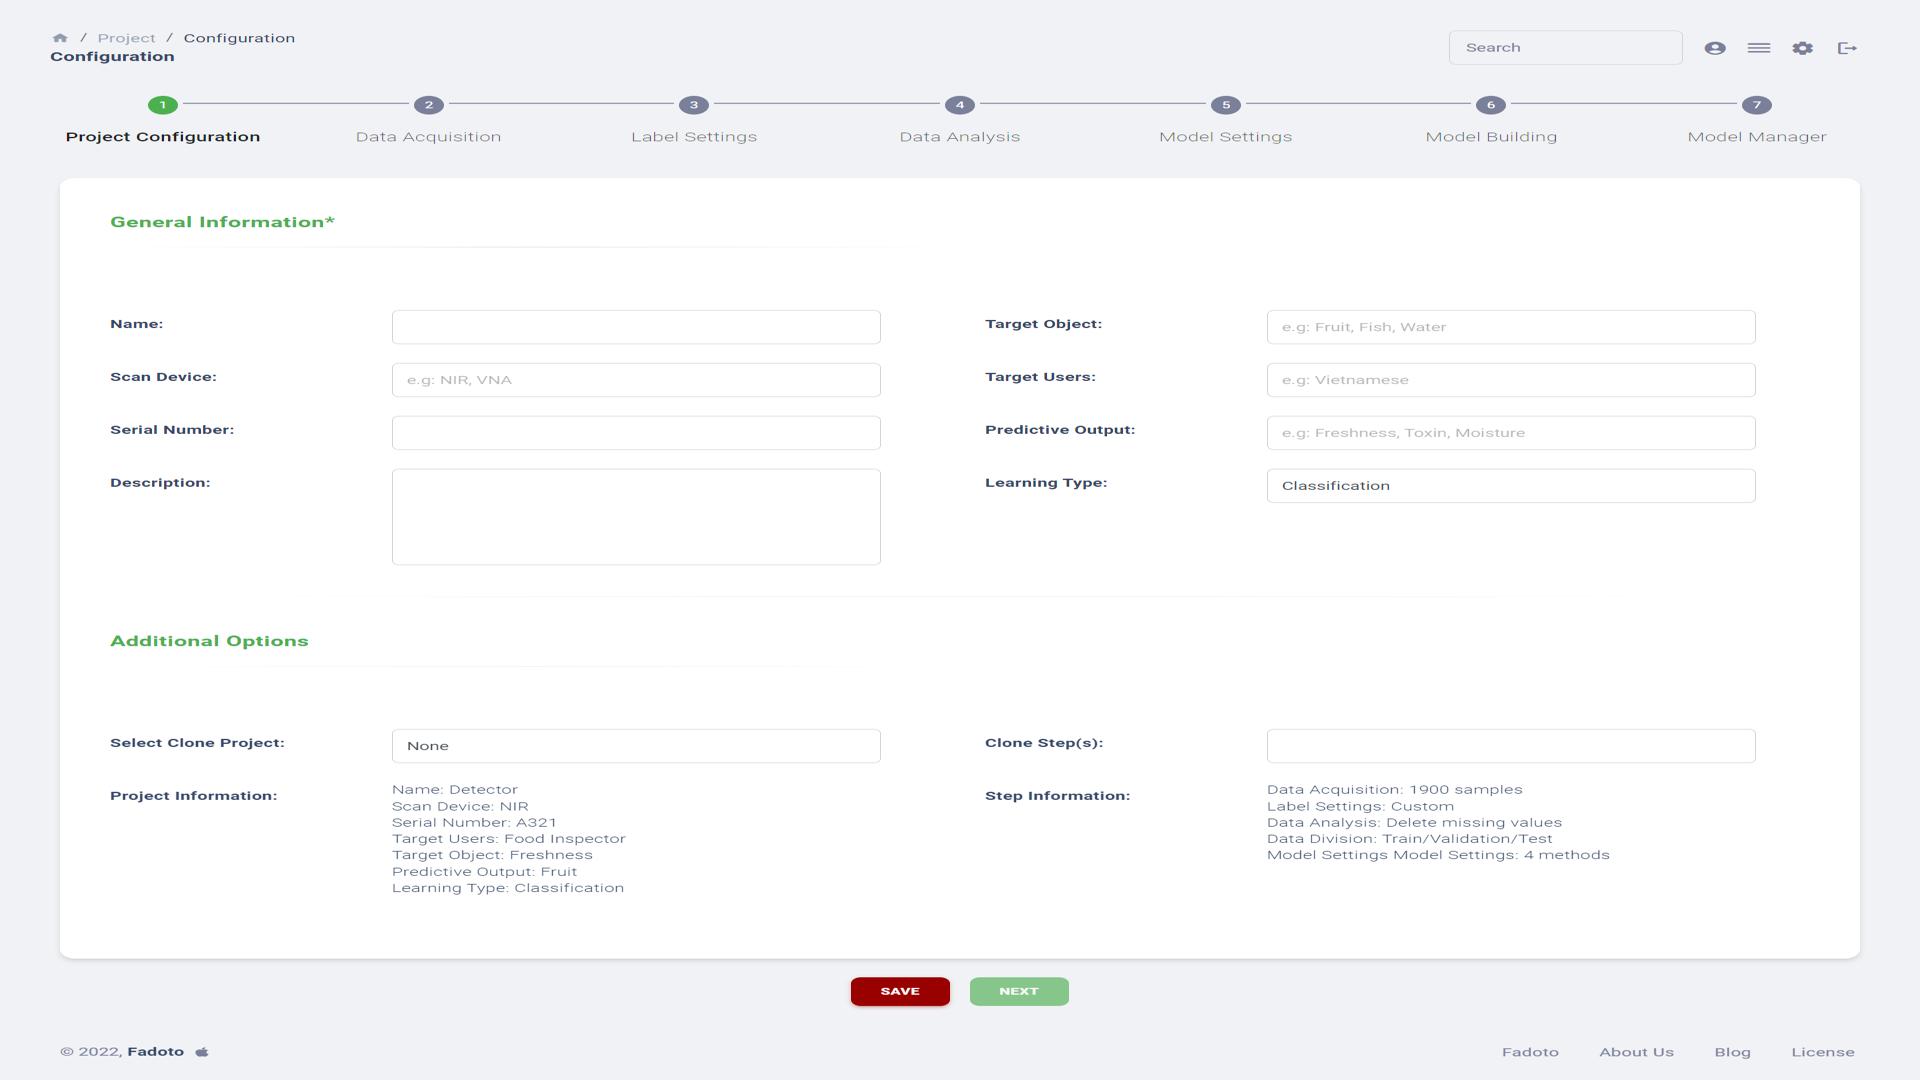 / Project / Configuration
Configuration
Search
1 2 3 4 5 6 7
Project Configuration Data Acquisition Label Settings Data Analysis Model Settings Model Building Model Manager
General Information*
Name:
Target Object: e.g: Fruit, Fish, Water
Scan Device: e.g: NIR, VNA
Target Users: e.g: Vietnamese
Serial Number:
Predictive Output: e.g: Freshness, Toxin, Moisture
Description:
Learning Type: Classification
Additional Options
Select Clone Project: None
Clone Step(s):
Project Information:
Name: Detector
Scan Device: NIR
Serial Number: A321
Target Users: Food Inspector
Target Object: Freshness
Predictive Output: Fruit
Learning Type: Classification
Step Information:
Data Acquisition: 1900 samples
Label Settings: Custom
Data Analysis: Delete missing values
Data Division: Train/Validation/Test
Model Settings Model Settings: 4 methods
SAVE NEXT
© 2022, Fadoto
Fadoto About Us Blog License